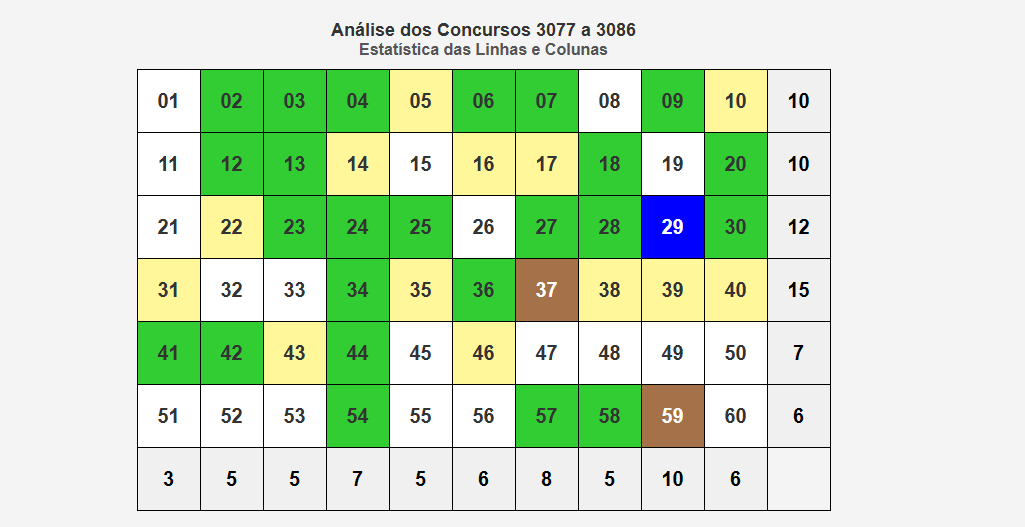 Análise dos Concursos 3077 a 3086
Estatística das Linhas e Colunas
01 02 03 04 05 06 07 08 09 10 10
11 12 13 14 15 16 17 18 19 20 10
21 22 23 24 25 26 27 28 29 30 12
31 32 33 34 35 36 37 38 39 40 15
41 42 43 44 45 46 47 48 49 50 7
51 52 53 54 55 56 57 58 59 60 6
3 5 5 7 5 6 8 5 10 6